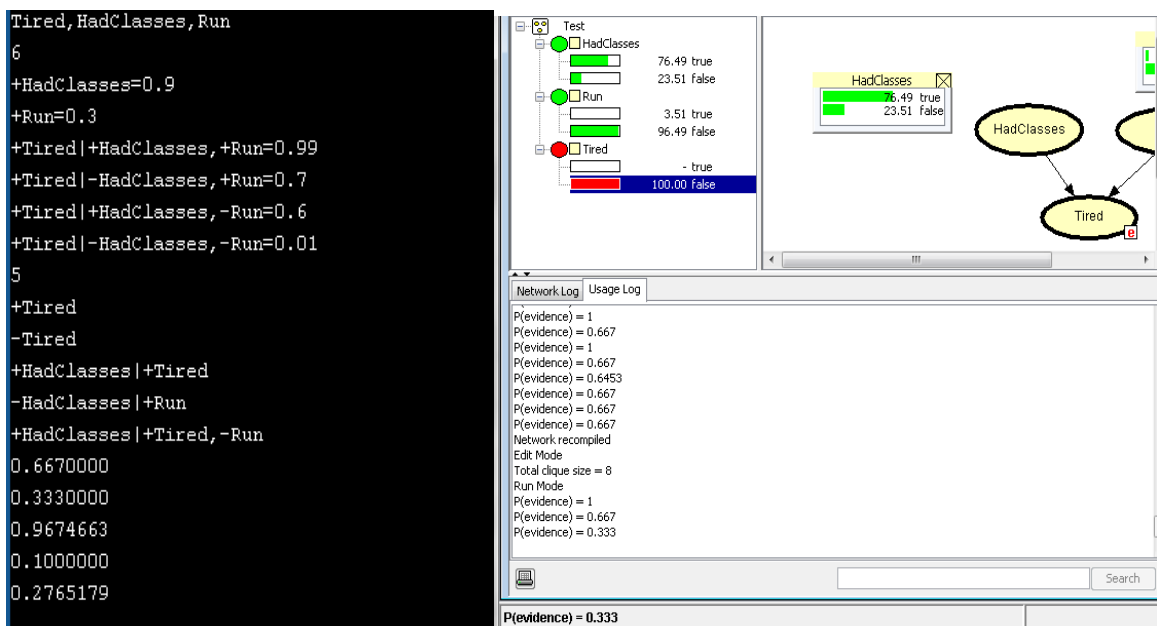 Tired,HadClasses,Run
6
+HadClasses=0.9
+Run=0.3
+Tired|+HadClasses,+Run=0.99
+Tired|-HadClasses,+Run=0.7
+Tired|+HadClasses,-Run=0.6
+Tired|-HadClasses,-Run=0.01
5
+Tired
-Tired
+HadClasses|+Tired
-HadClasses|+Run
+HadClasses|+Tired,-Run
0.6670000
0.3330000
0.9674663
0.1000000
0.2765179
Test
HadClasses
76.49 true
23.51 false
Run
3.51 true
96.49 false
Tired
- true
100.00 false
HadClasses
76.49 true
23.51 false
HadClasses
Tired
e
Network Log Usage Log
P(evidence) = 1
P(evidence) = 0.667
P(evidence) = 1
P(evidence) = 0.667
P(evidence) = 0.6453
P(evidence) = 0.667
P(evidence) = 0.667
P(evidence) = 0.667
Network recompiled
Edit Mode
Total clique size = 8
Run Mode
P(evidence) = 1
P(evidence) = 0.667
P(evidence) = 0.333
Search
P(evidence) = 0.333